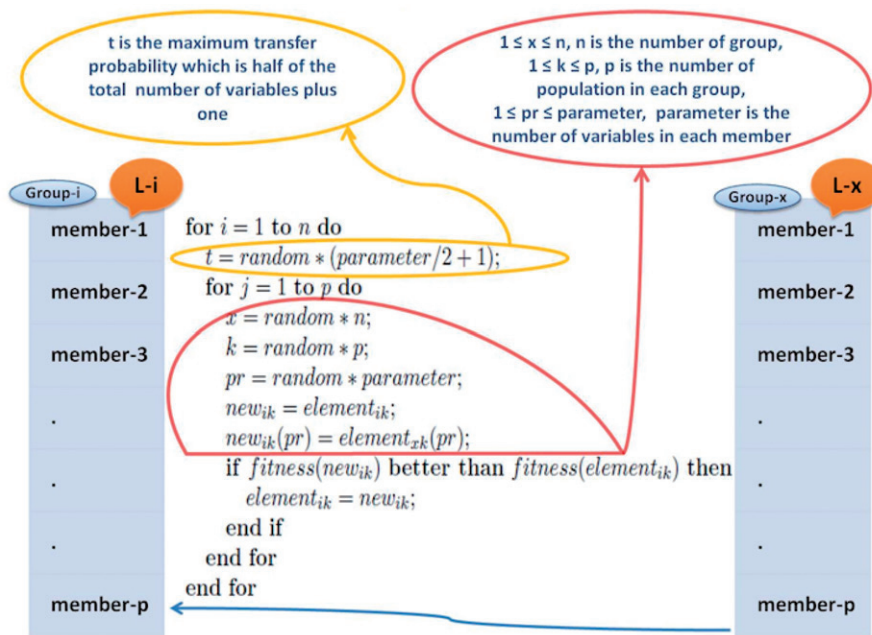 t is the maximum transfer
probability which is half of the
total number of variables plus
one
1 ≤ x ≤ n, n is the number of group,
1 ≤ k ≤ p, p is the number of
population in each group,
1 ≤ pr ≤ parameter, parameter is the
number of variables in each member
Group-i
L-i
member-1
member-2
member-3
.
.
.
member-p
for i = 1 to n do
t = random * (parameter/2 + 1);
for j = 1 to p do
x = random * n;
k = random * p;
pr = random * parameter;
new_ik = element_ik;
new_ik(pr) = element_xk(pr);
if fitness(new_ik) better than fitness(element_ik) then
element_ik = new_ik;
end if
end for
end for
Group-x
L-x
member-1
member-2
member-3
.
.
.
member-p